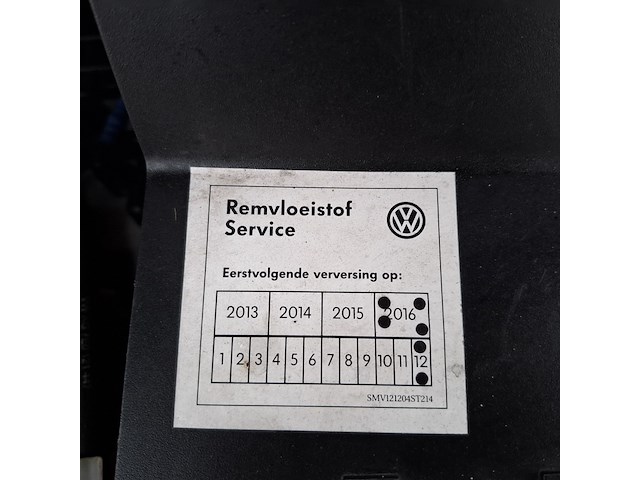 Remvloeistof
Service
Eerstvolgende verversing op:
2013 2014 2015 2016
1 2 3 4 5 6 7 8 9 10 11 12
SMV121204ST214